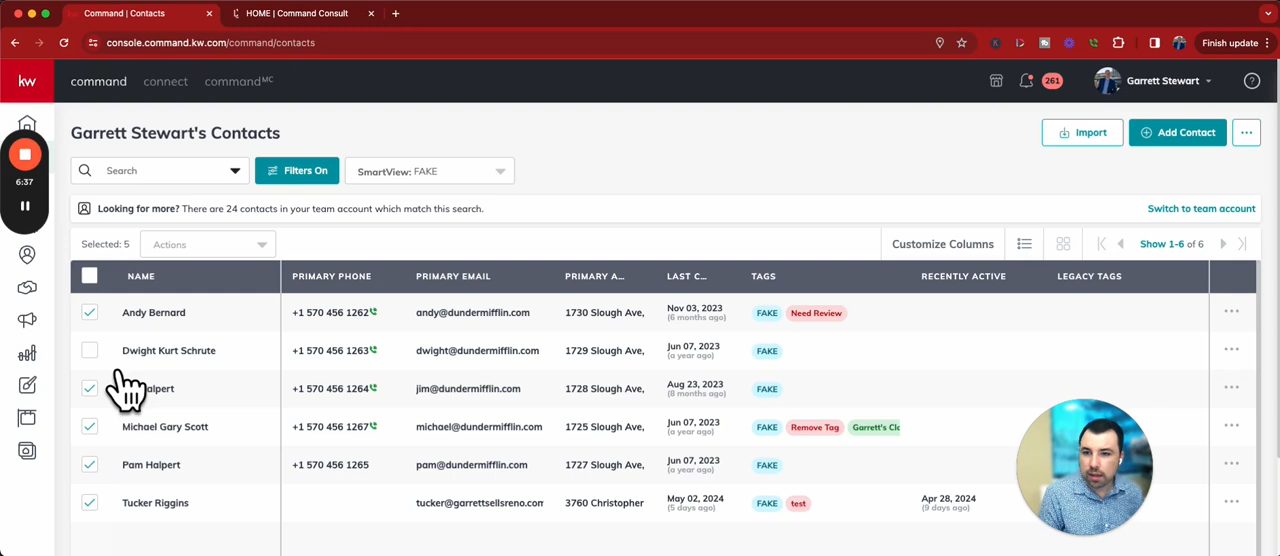 Command | Contacts
HOME | Command Consult
console.command.kw.com/command/contacts
Finish update
kw
command
connect
commandMC
261
Garrett Stewart
Garrett Stewart's Contacts
Import
Add Contact
6:37
Search
Filters On
SmartView: FAKE
Looking for more? There are 24 contacts in your team account which match this search.
Switch to team account
Selected: 5
Actions
Customize Columns
Show 1-6 of 6
NAME PRIMARY PHONE PRIMARY EMAIL PRIMARY A... LAST C... TAGS RECENTLY ACTIVE LEGACY TAGS
Andy Bernard +1 570 456 1262 andy@dundermifflin.com 1730 Slough Ave, Nov 03, 2023 FAKE Need Review
(6 months ago)
Dwight Kurt Schrute +1 570 456 1263 dwight@dundermifflin.com 1729 Slough Ave, Jun 07, 2023 FAKE
(a year ago)
alpert +1 570 456 1264 jim@dundermifflin.com 1728 Slough Ave, Aug 23, 2023 FAKE
(8 months ago)
Michael Gary Scott +1 570 456 1267 michael@dundermifflin.com 1725 Slough Ave, Jun 07, 2023 FAKE Remove Tag Garrett's Clo
(a year ago)
Pam Halpert +1 570 456 1265 pam@dundermifflin.com 1727 Slough Ave, Jun 07, 2023 FAKE
(a year ago)
Tucker Riggins tucker@garrettsellsreno.com 3760 Christopher May 02, 2024 FAKE test Apr 28, 2024
(5 days ago) (9 days ago)